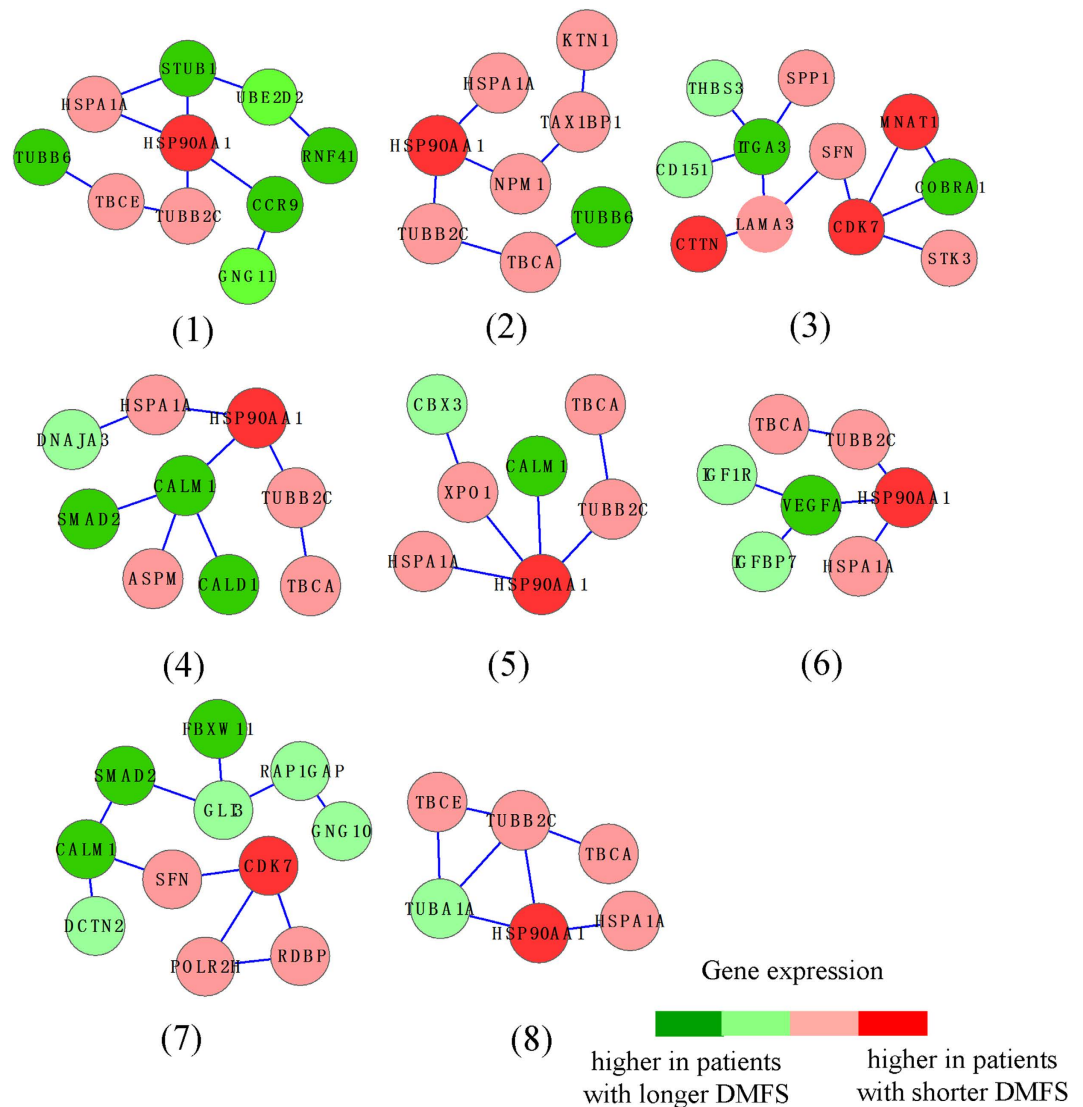 STUB1
HSPA1A
UBE2D2
HSP90AA1
TUBB6
RNF41
TBCE
TUBB2C
CCR9
GNG11
(1)
KTN1
HSPA1A
TAX1BP1
HSP90AA1
NPM1
TUBB6
TUBB2C
TBCA
(2)
SPP1
THBS3
MNAT1
ITGA3
SFN
CD151
COBRA1
LAMA3
CDK7
CTTN
STK3
(3)
HSPA1A
HSP90AA1
DNAJA3
CALM1
TUBB2C
SMAD2
ASPM
CALD1
TBCA
(4)
CBX3
TBCA
CALM1
XPO1
TUBB2C
HSPA1A
HSP90AA1
(5)
TBCA
TUBB2C
IGF1R
HSP90AA1
VEGFA
IGFBP7
HSPA1A
(6)
FBXW11
SMAD2
RAP1GAP
GLI3
GNG10
CALM1
SFN
CDK7
DCTN2
POLR2H
RDBP
(7)
TBCE
TUBB2C
TBCA
TUBA1A
HSP90AA1
HSPA1A
(8)
Gene expression
higher in patients
with longer DMFS
higher in patients
with shorter DMFS